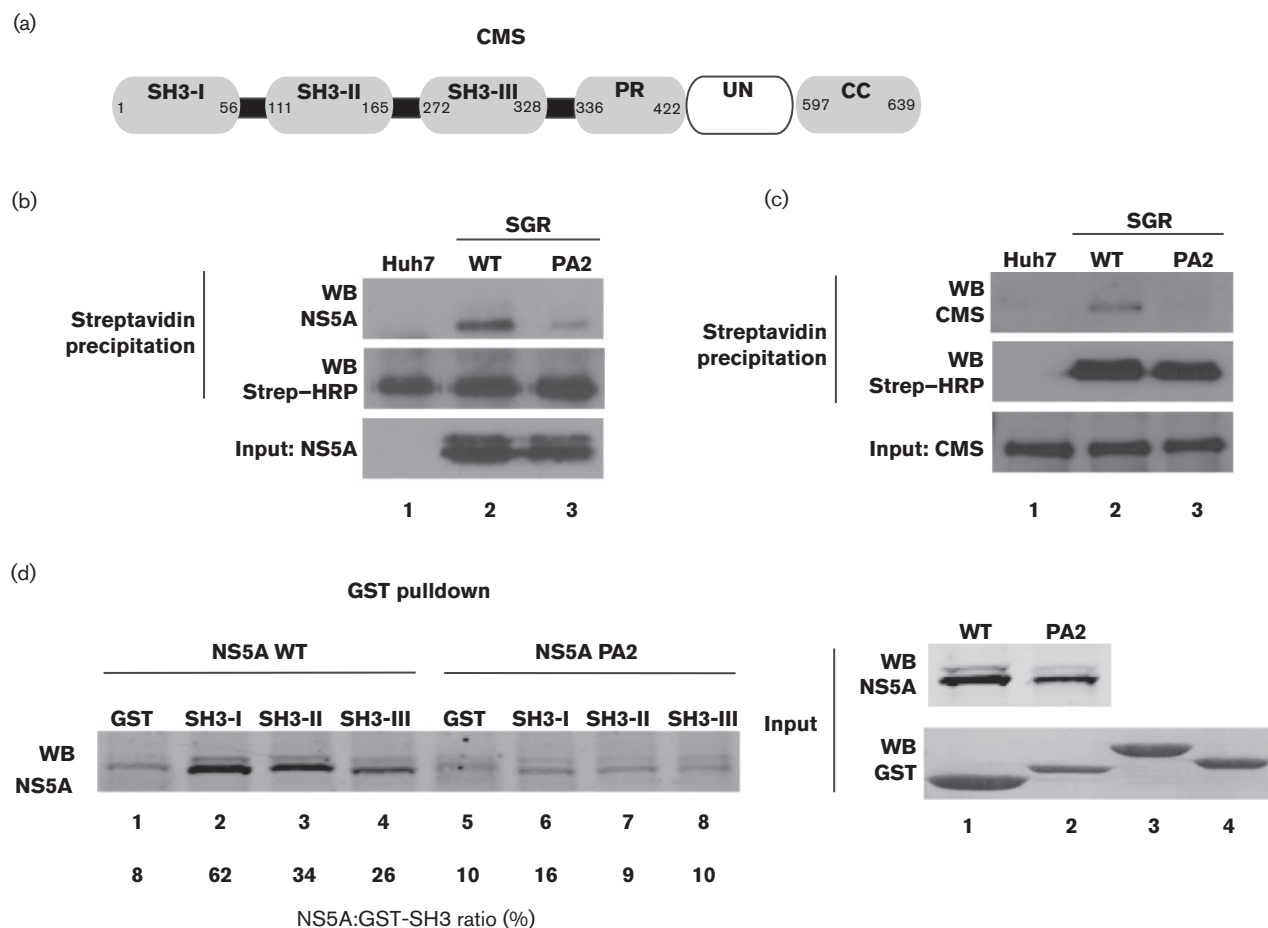 (a)
CMS
SH3-I SH3-II SH3-III PR UN CC
1 56 111 165 272 328 336 422 597 639
(b)
SGR
Huh7 WT PA2
Streptavidin
precipitation
WB
NS5A
WB
Strep–HRP
Input: NS5A
1 2 3
(c)
SGR
Huh7 WT PA2
Streptavidin
precipitation
WB
CMS
WB
Strep–HRP
Input: CMS
1 2 3
(d)
GST pulldown
NS5A WT NS5A PA2
GST SH3-I SH3-II SH3-III GST SH3-I SH3-II SH3-III
WB
NS5A
1 2 3 4 5 6 7 8
8 62 34 26 10 16 9 10
NS5A:GST-SH3 ratio (%)
Input
WT PA2
WB
NS5A
WB
GST
1 2 3 4